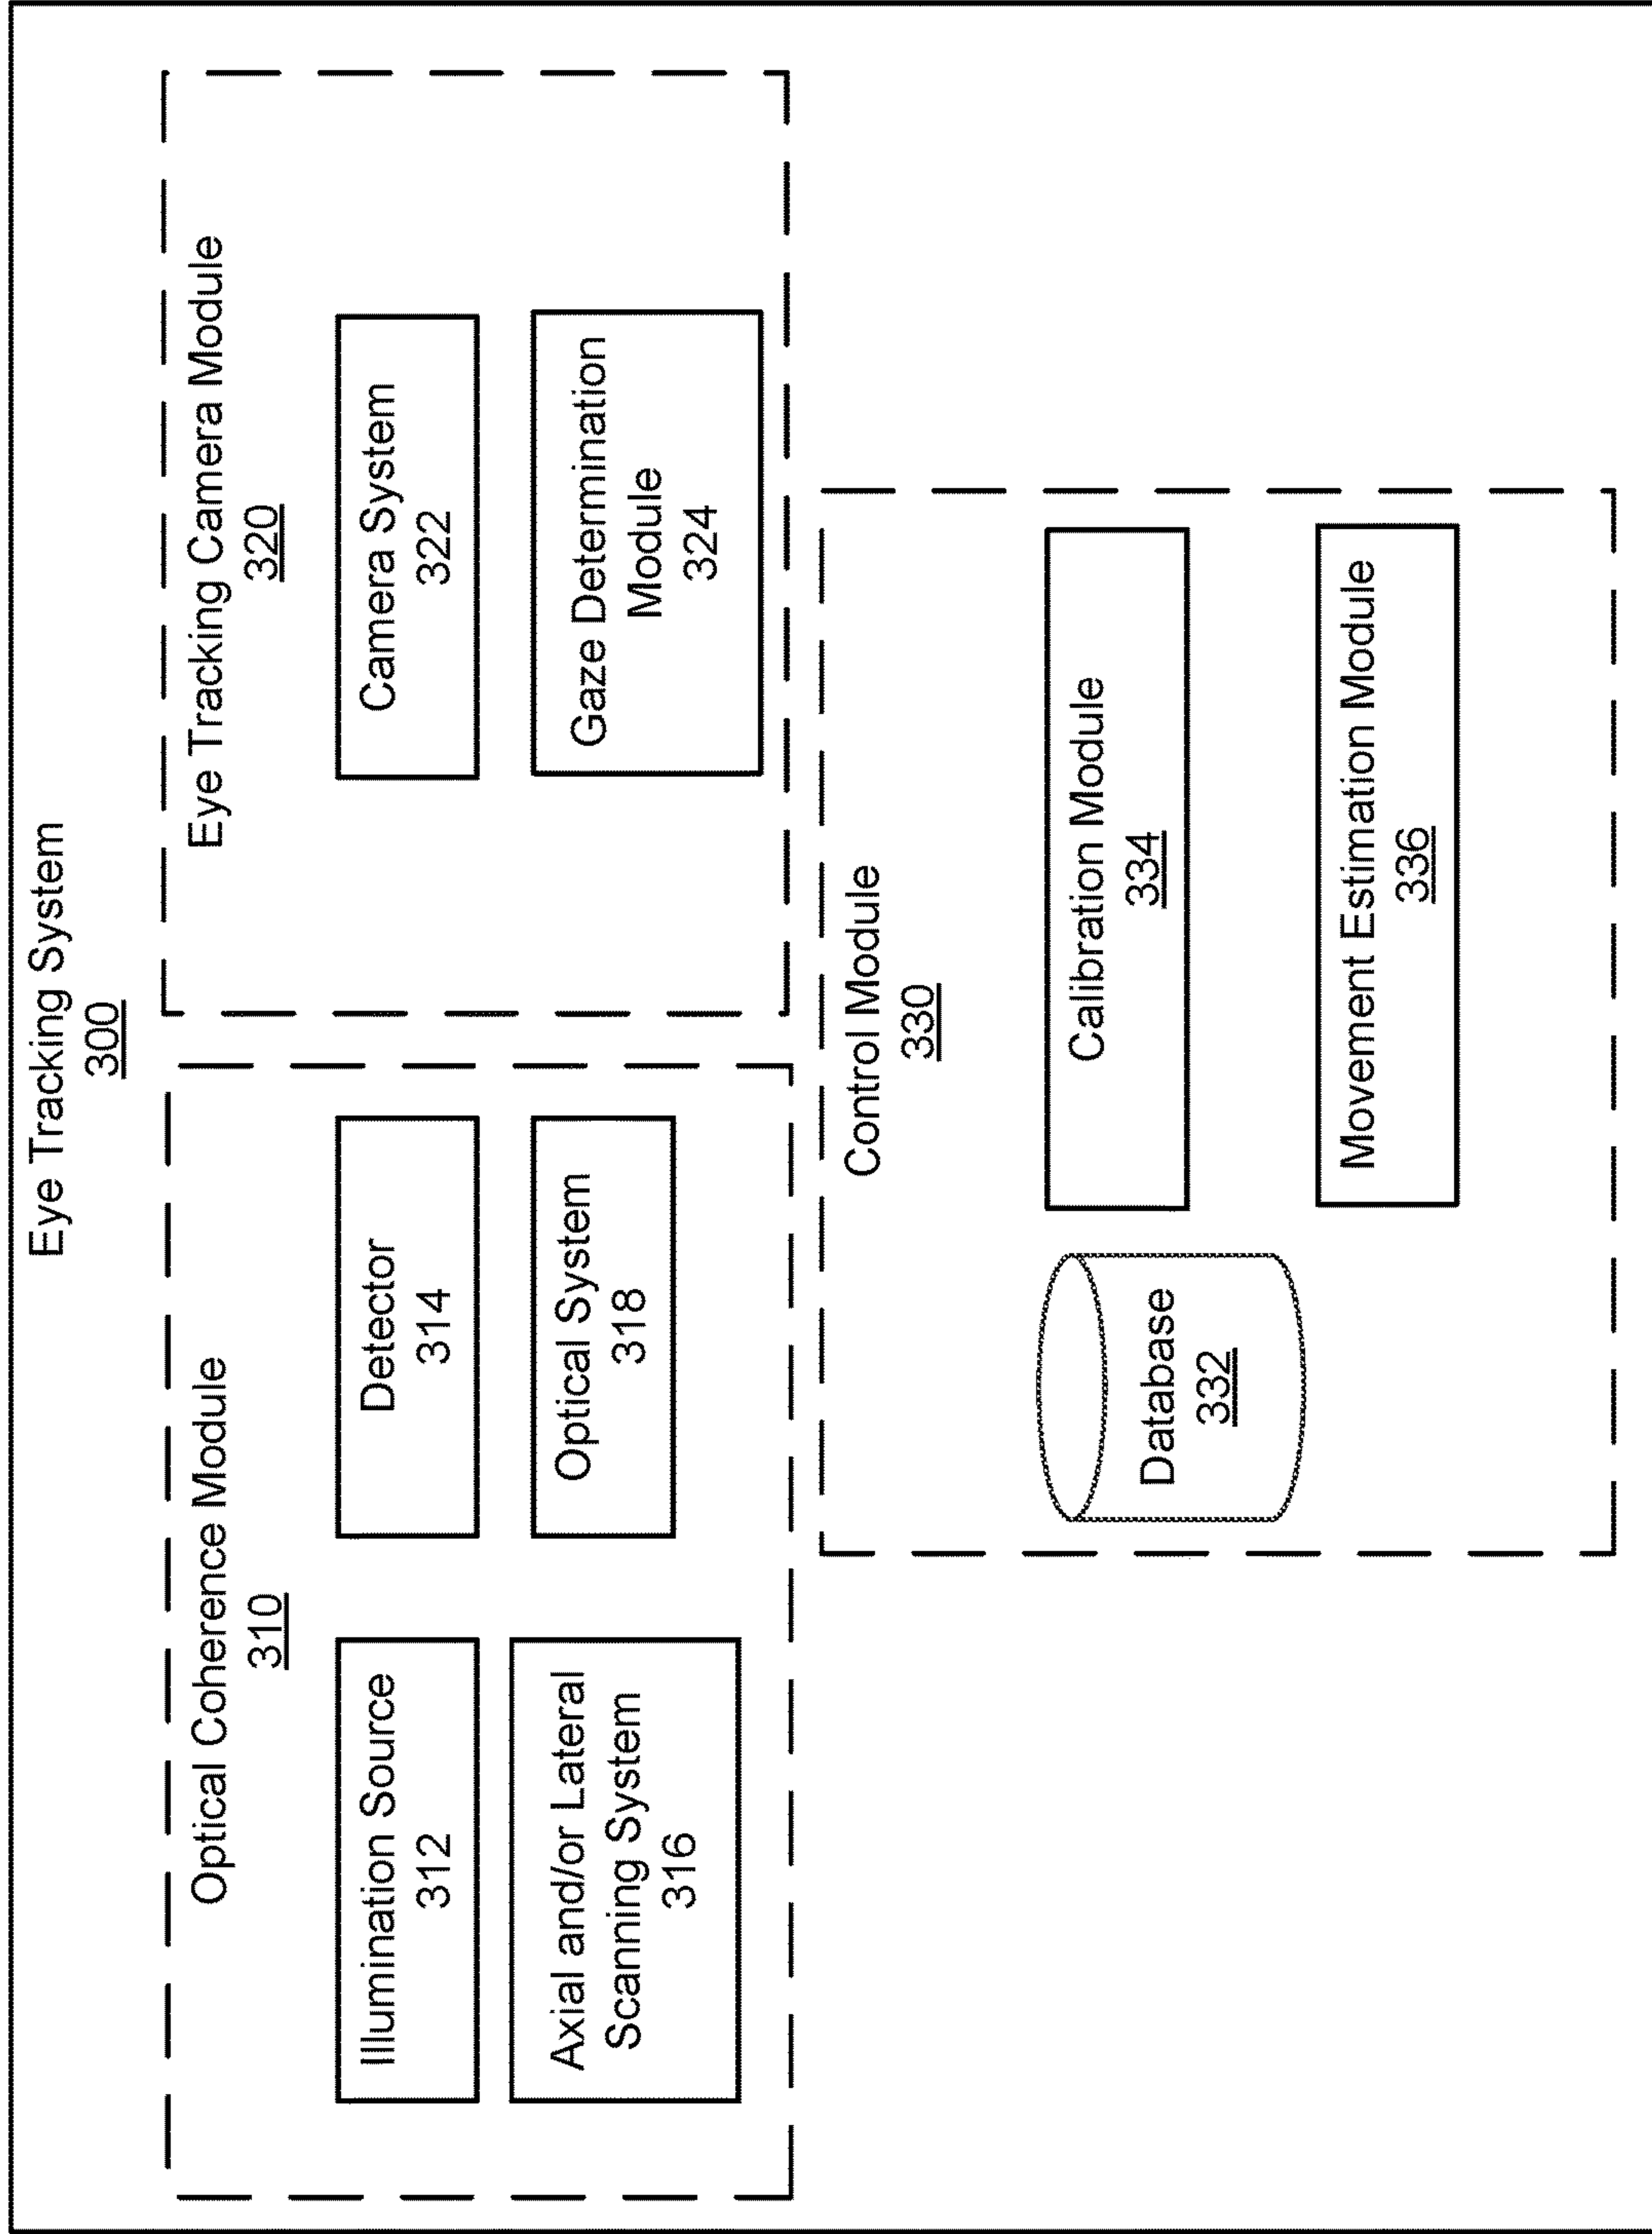 Eye Tracking System
300
Optical Coherence Module
310
Illumination Source
312
Detector
314
Axial and/or Lateral
Scanning System
316
Optical System
318
Eye Tracking Camera Module
320
Camera System
322
Gaze Determination
Module
324
Control Module
330
Database
332
Calibration Module
334
Movement Estimation Module
336